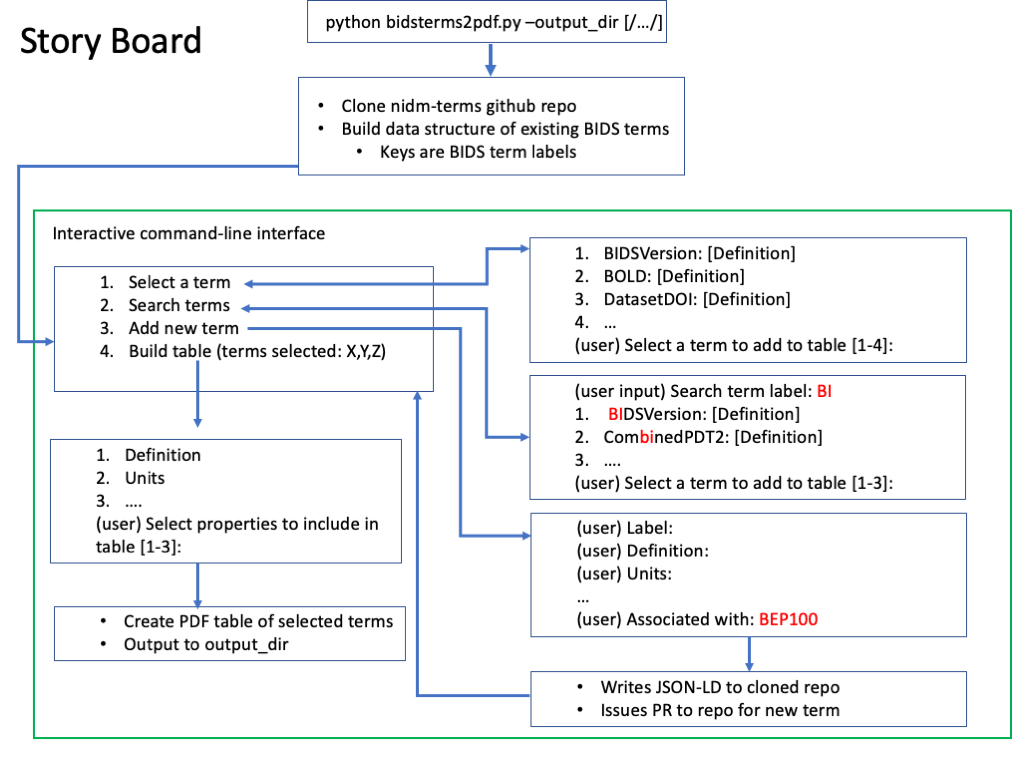 Story Board
python bidsterms2pdf.py –output_dir [/…/]
• Clone nidm-terms github repo
• Build data structure of existing BIDS terms
• Keys are BIDS term labels
Interactive command-line interface
1. Select a term
2. Search terms
3. Add new term
4. Build table (terms selected: X,Y,Z)
1. BIDSVersion: [Definition]
2. BOLD: [Definition]
3. DatasetDOI: [Definition]
4. …
(user) Select a term to add to table [1-4]:
(user input) Search term label: BI
1. BIDSVersion: [Definition]
2. CombinedPDT2: [Definition]
3. ….
(user) Select a term to add to table [1-3]:
1. Definition
2. Units
3. ….
(user) Select properties to include in
table [1-3]:
(user) Label:
(user) Definition:
(user) Units:
…
(user) Associated with: BEP100
• Create PDF table of selected terms
• Output to output_dir
• Writes JSON-LD to cloned repo
• Issues PR to repo for new term